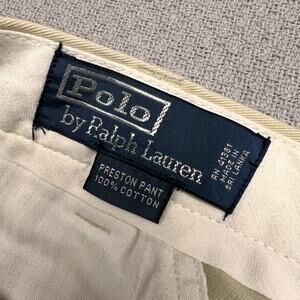 Polo
by Ralph Lauren
RN 41381
MADE IN
SRI LANKA
PRESTON PANT
100% COTTON